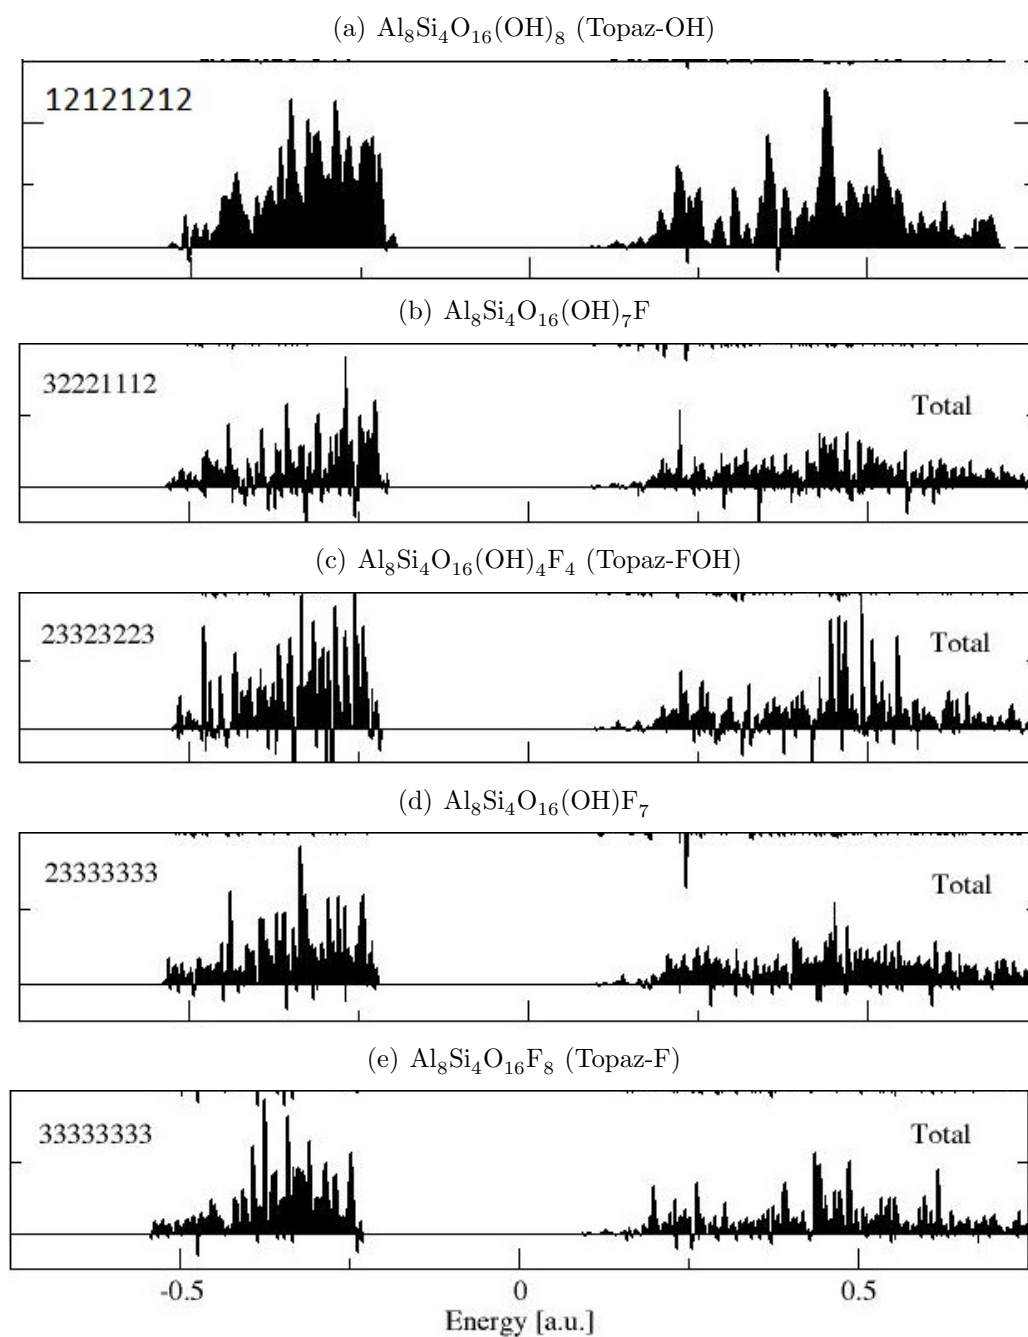 (a) Al₈Si₄O₁₆(OH)₈ (Topaz-OH)
12121212
(b) Al₈Si₄O₁₆(OH)₇F
32221112 Total
(c) Al₈Si₄O₁₆(OH)₄F₄ (Topaz-FOH)
23323223 Total
(d) Al₈Si₄O₁₆(OH)F₇
23333333 Total
(e) Al₈Si₄O₁₆F₈ (Topaz-F)
33333333 Total
-0.5 0 0.5
Energy [a.u.]